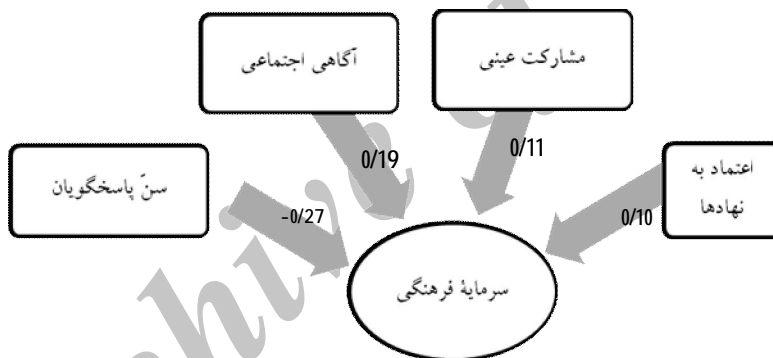 مشارکت عینی
آگاهی اجتماعی
0/19
0/11
اعتماد به
نهادها
سنّ پاسخگویان
-0/27
0/10
سرمایهٔ فرهنگی